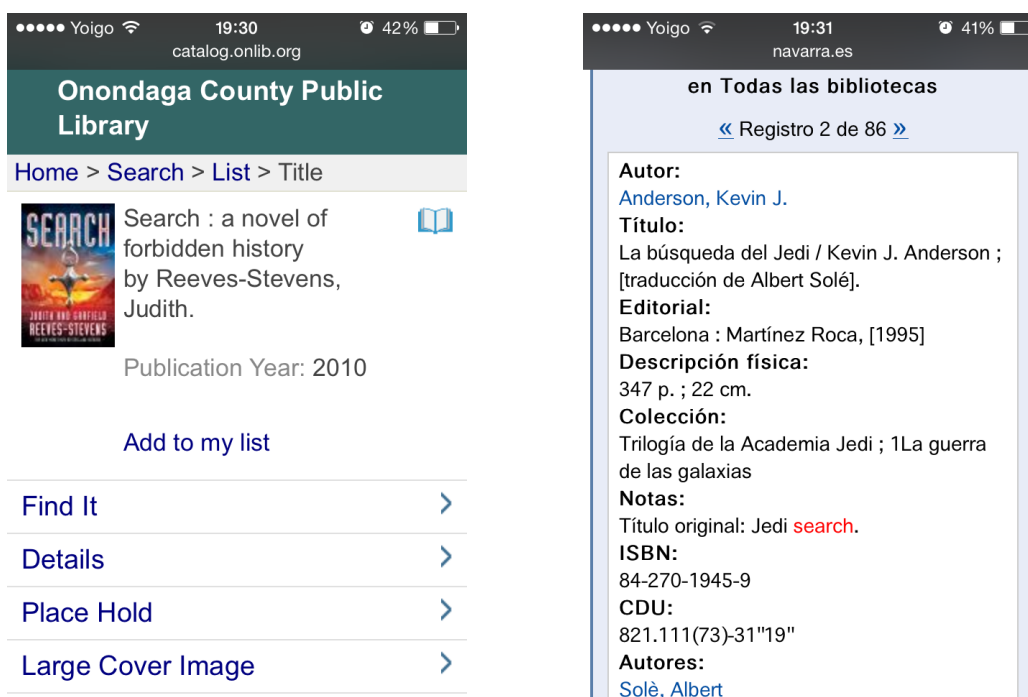 Yoigo 19:30 42%
catalog.onlib.org
Onondaga County Public
Library
Home > Search > List > Title
SEARCH
JUDITH AND GARFIELD
REEVES-STEVENS
Search : a novel of
forbidden history
by Reeves-Stevens,
Judith.
Publication Year: 2010
Add to my list
Find It
Details
Place Hold
Large Cover Image
Yoigo 19:31 41%
navarra.es
en Todas las bibliotecas
« Registro 2 de 86 »
Autor:
Anderson, Kevin J.
Título:
La búsqueda del Jedi / Kevin J. Anderson ;
[traducción de Albert Solé].
Editorial:
Barcelona : Martínez Roca, [1995]
Descripción física:
347 p. ; 22 cm.
Colección:
Trilogía de la Academia Jedi ; 1La guerra
de las galaxias
Notas:
Título original: Jedi search.
ISBN:
84-270-1945-9
CDU:
821.111(73)-31"19"
Autores:
Solè, Albert